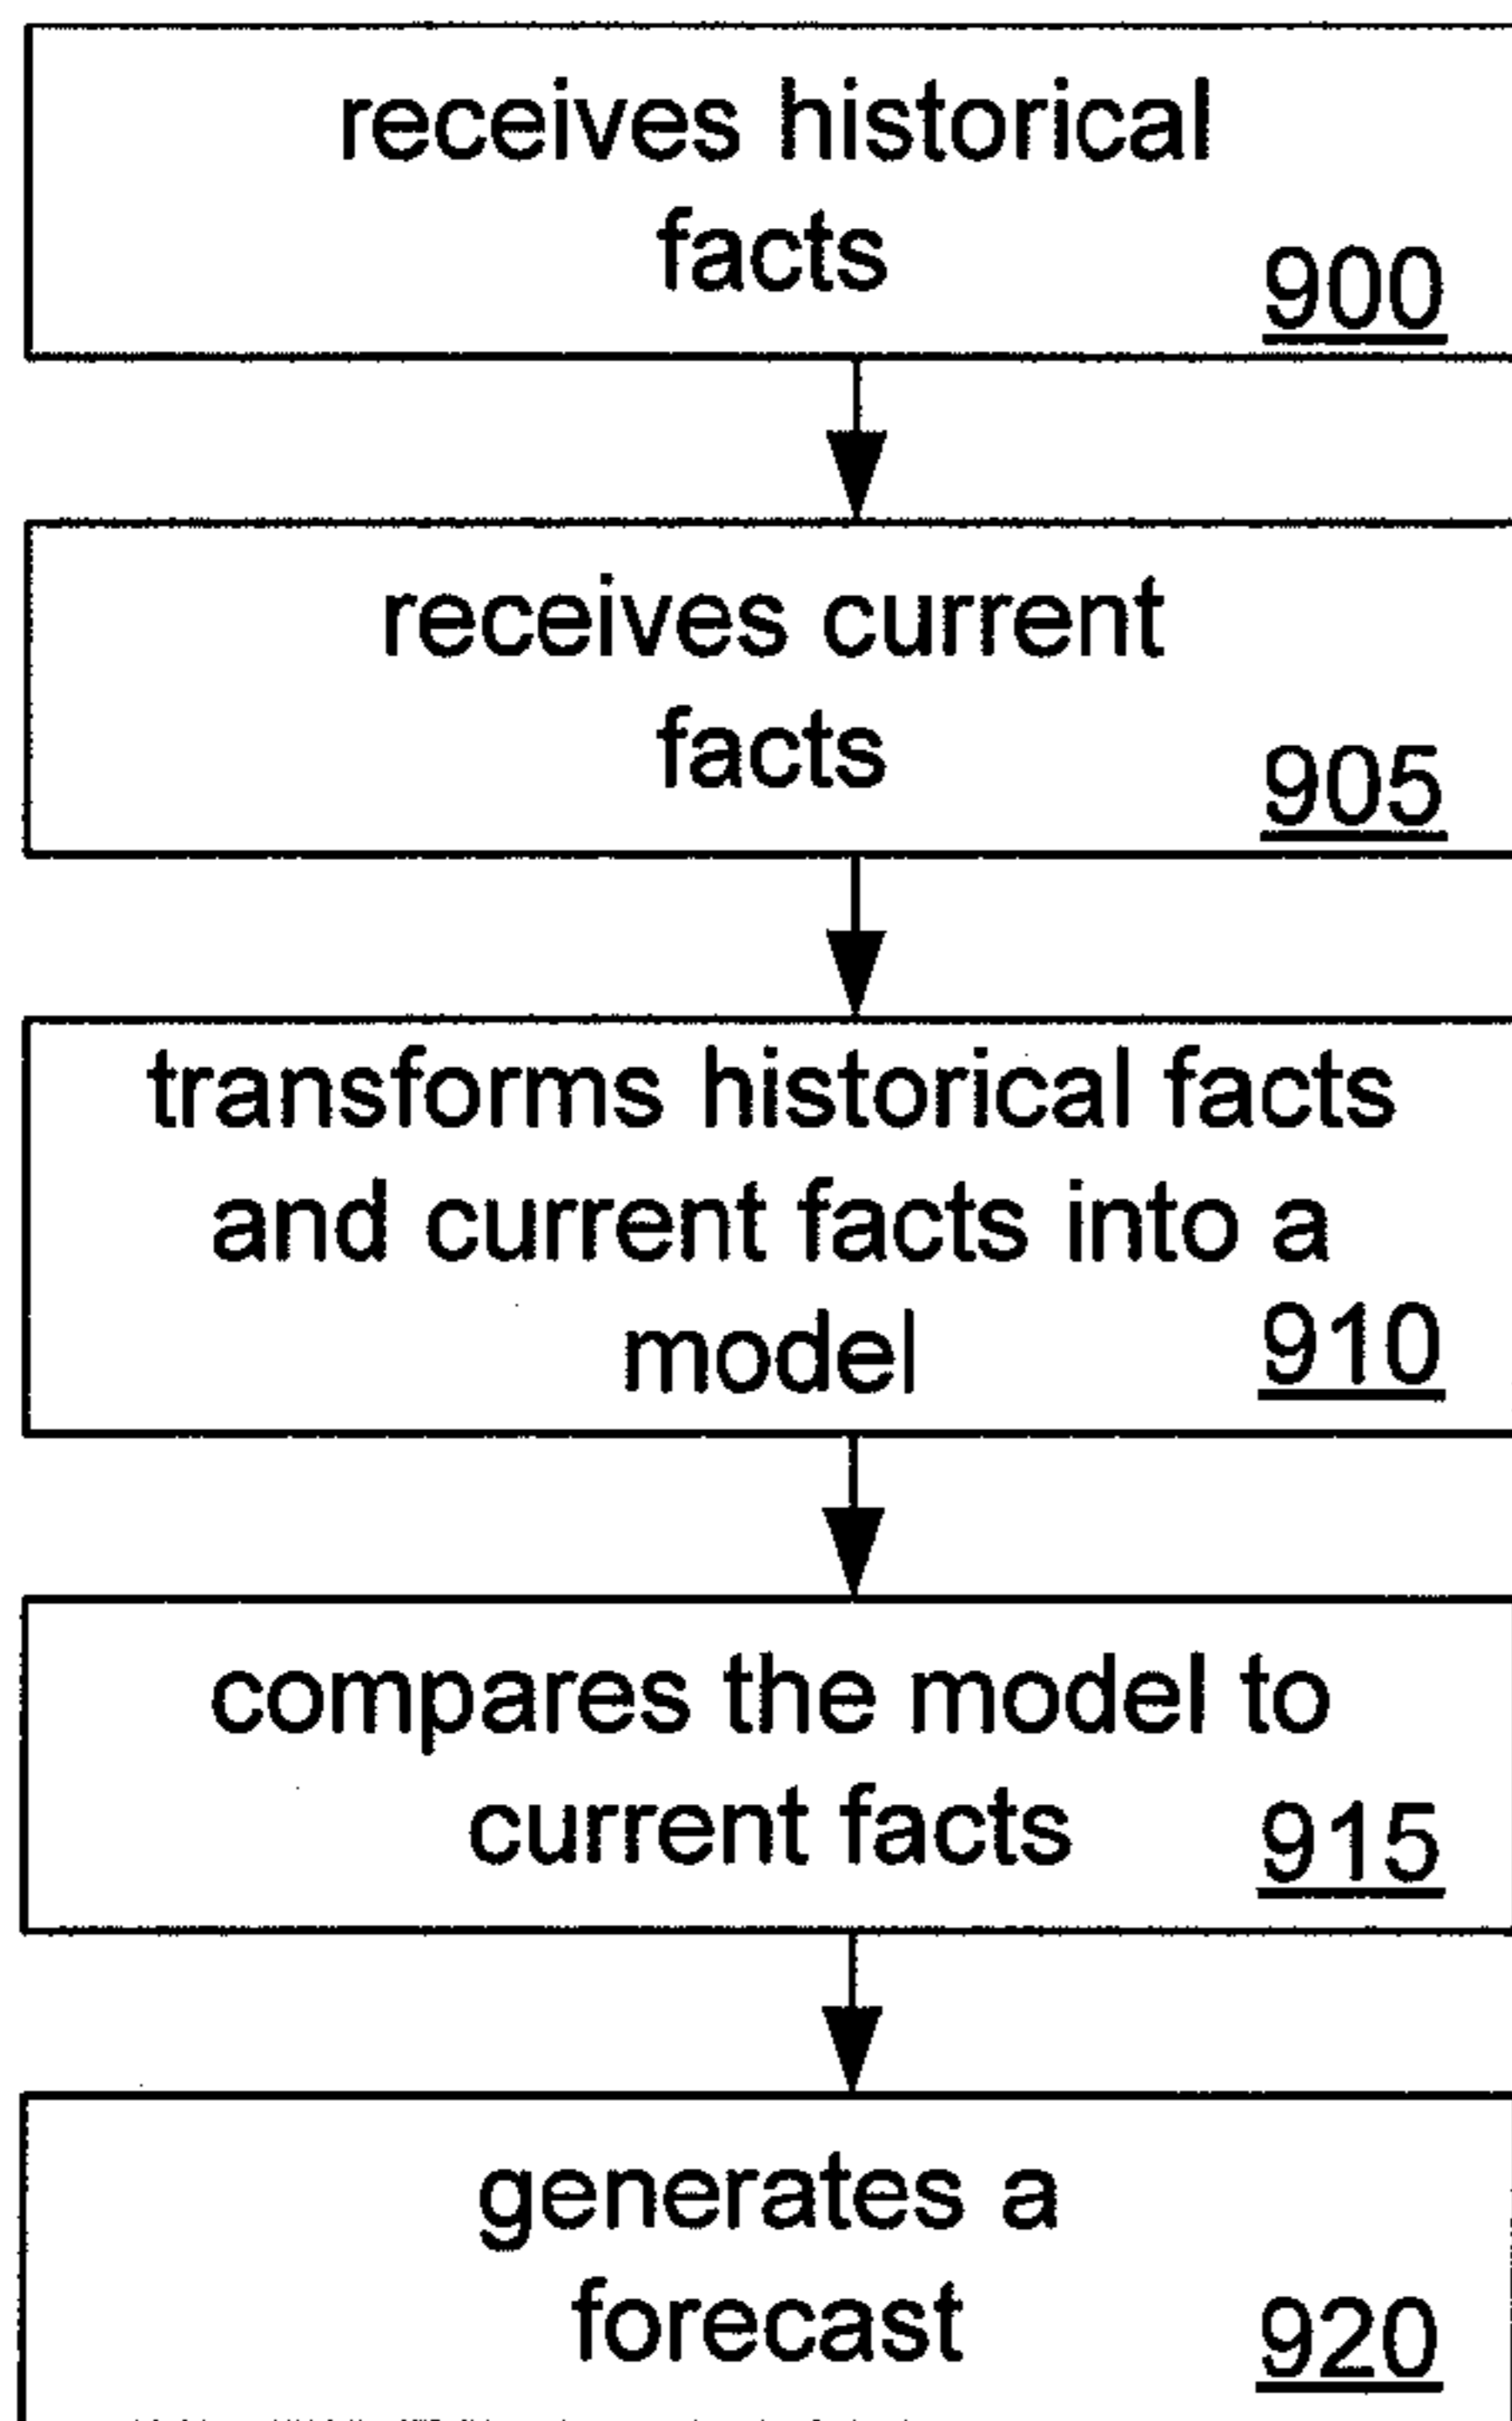 receives historical
facts
900
receives current
facts
905
transforms historical facts
and current facts into a
model
910
compares the model to
current facts
915
generates a
forecast
920